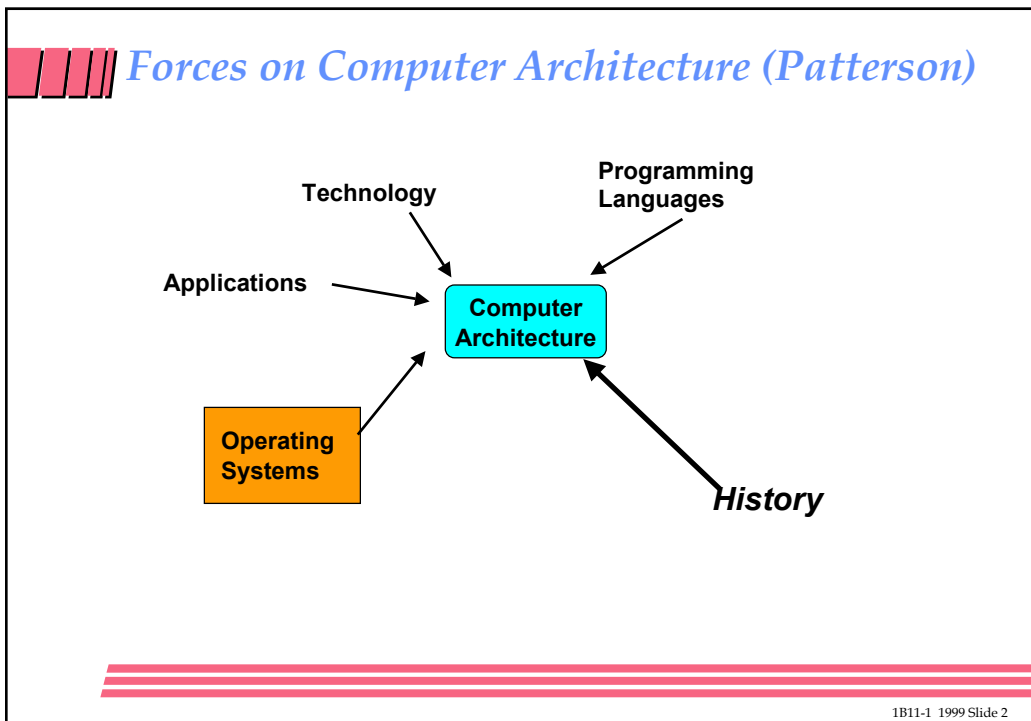 Forces on Computer Architecture (Patterson)
Technology
Programming
Languages
Applications
Computer
Architecture
Operating
Systems
History
1B11-1 1999 Slide 2